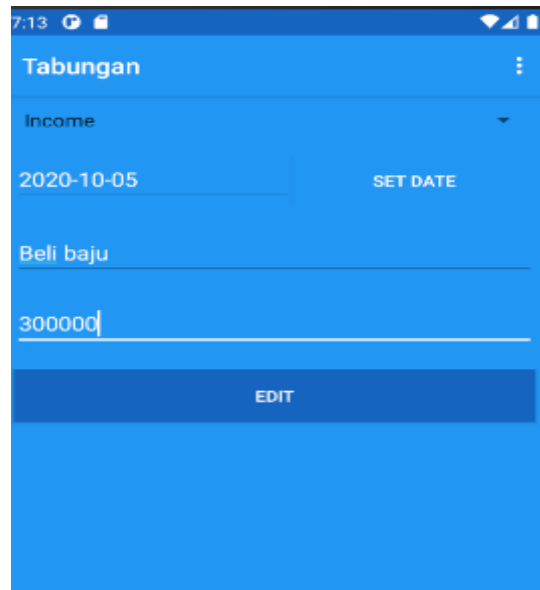 7:13
Tabungan
Income
2020-10-05 SET DATE
Beli baju
300000
EDIT